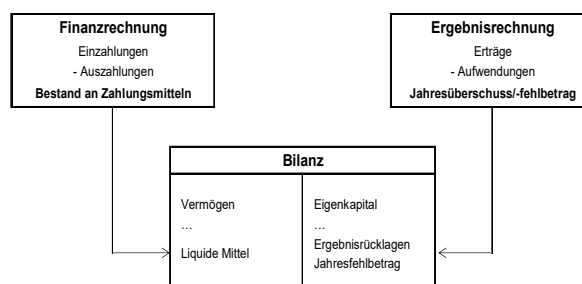 Finanzrechnung
Einzahlungen
- Auszahlungen
Bestand an Zahlungsmitteln
Ergebnisrechnung
Erträge
- Aufwendungen
Jahresüberschuss/-fehlbetrag
Bilanz
Vermögen
…
Liquide Mittel
Eigenkapital
…
Ergebnisrücklagen
Jahresfehlbetrag